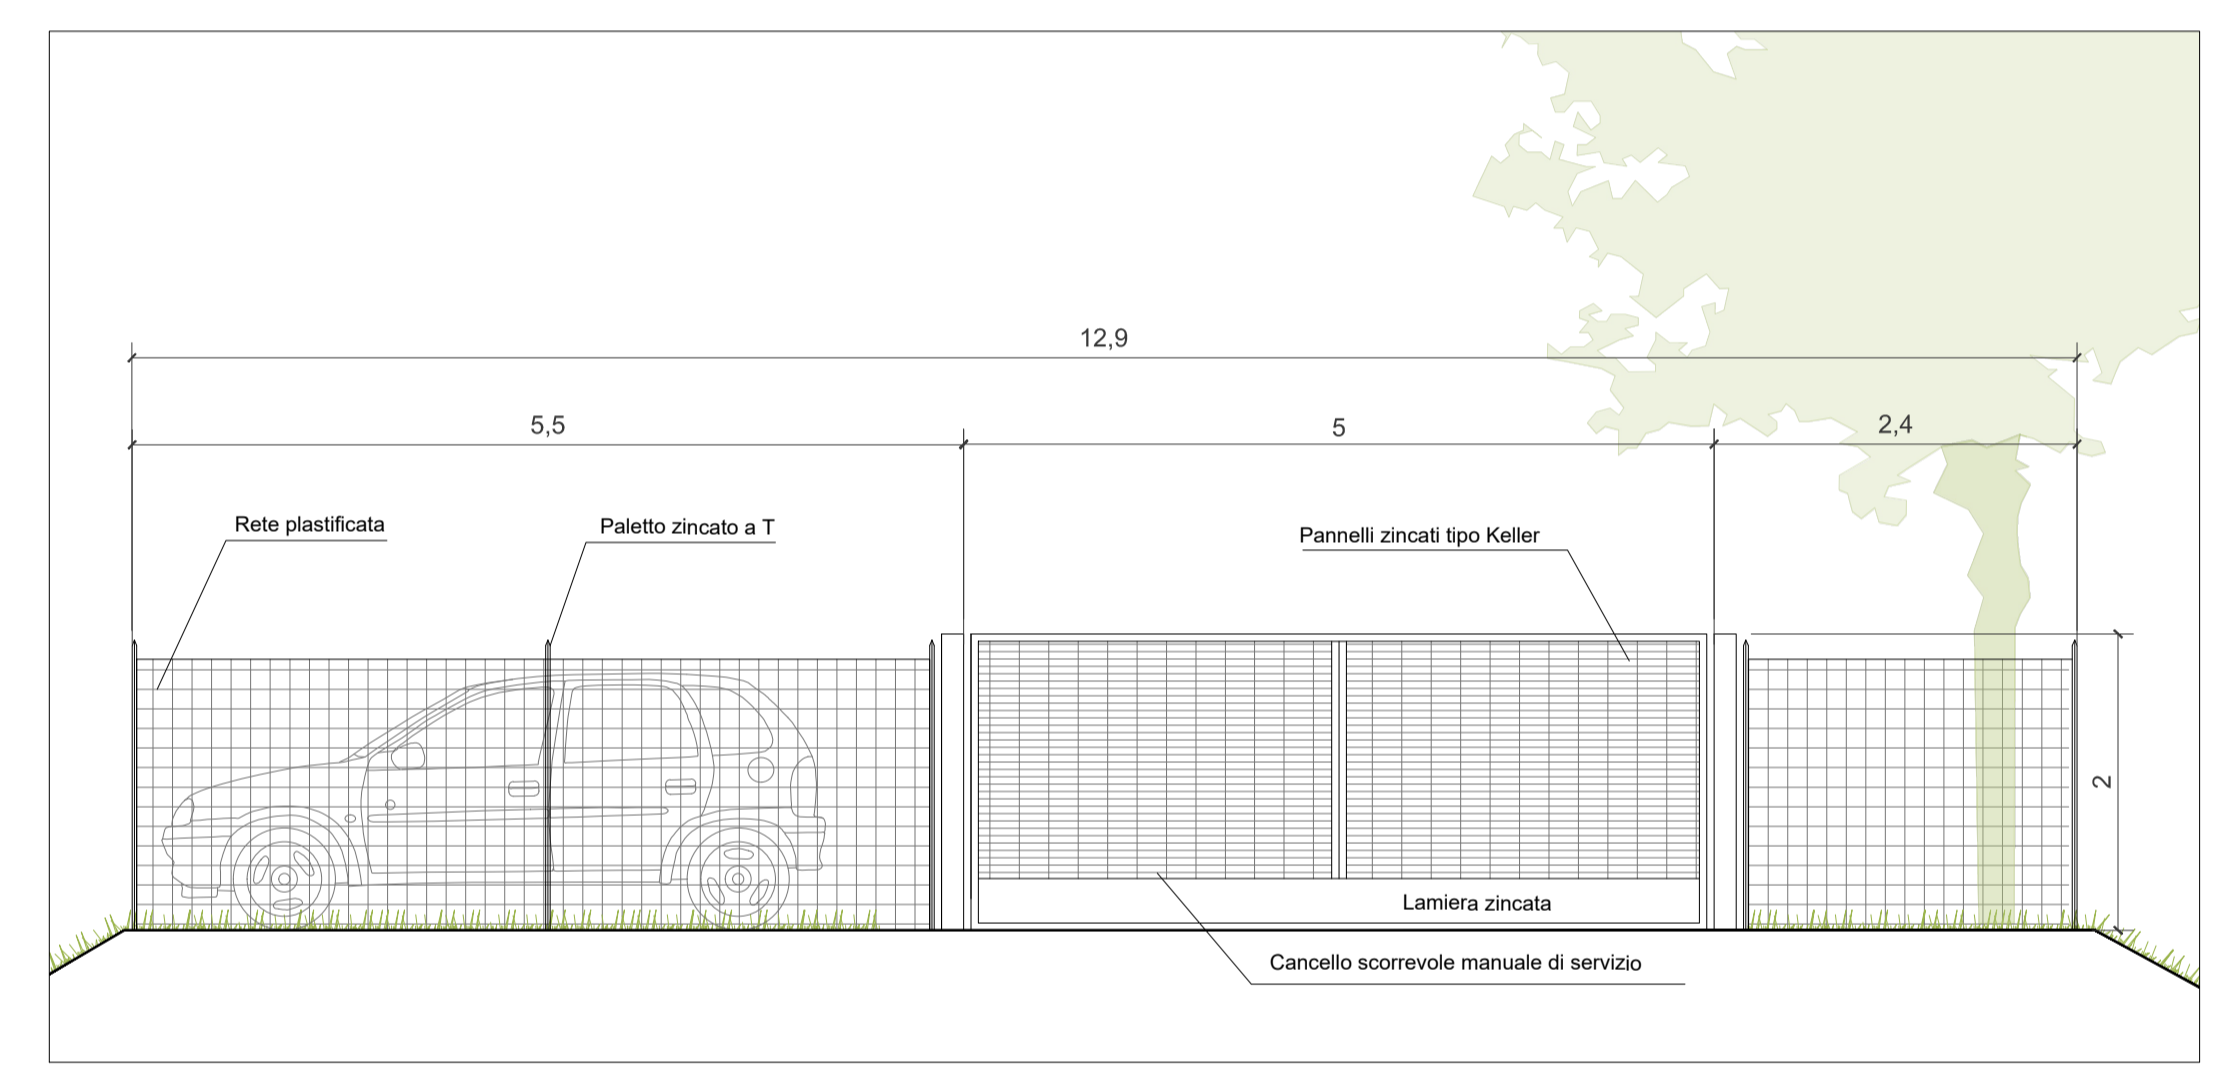 12,9
5,5
5
2,4
Rete plastificata
Paletto zincato a T
Pannelli zincati tipo Keller
2
Lamiera zincata
Cancello scorrevole manuale di servizio